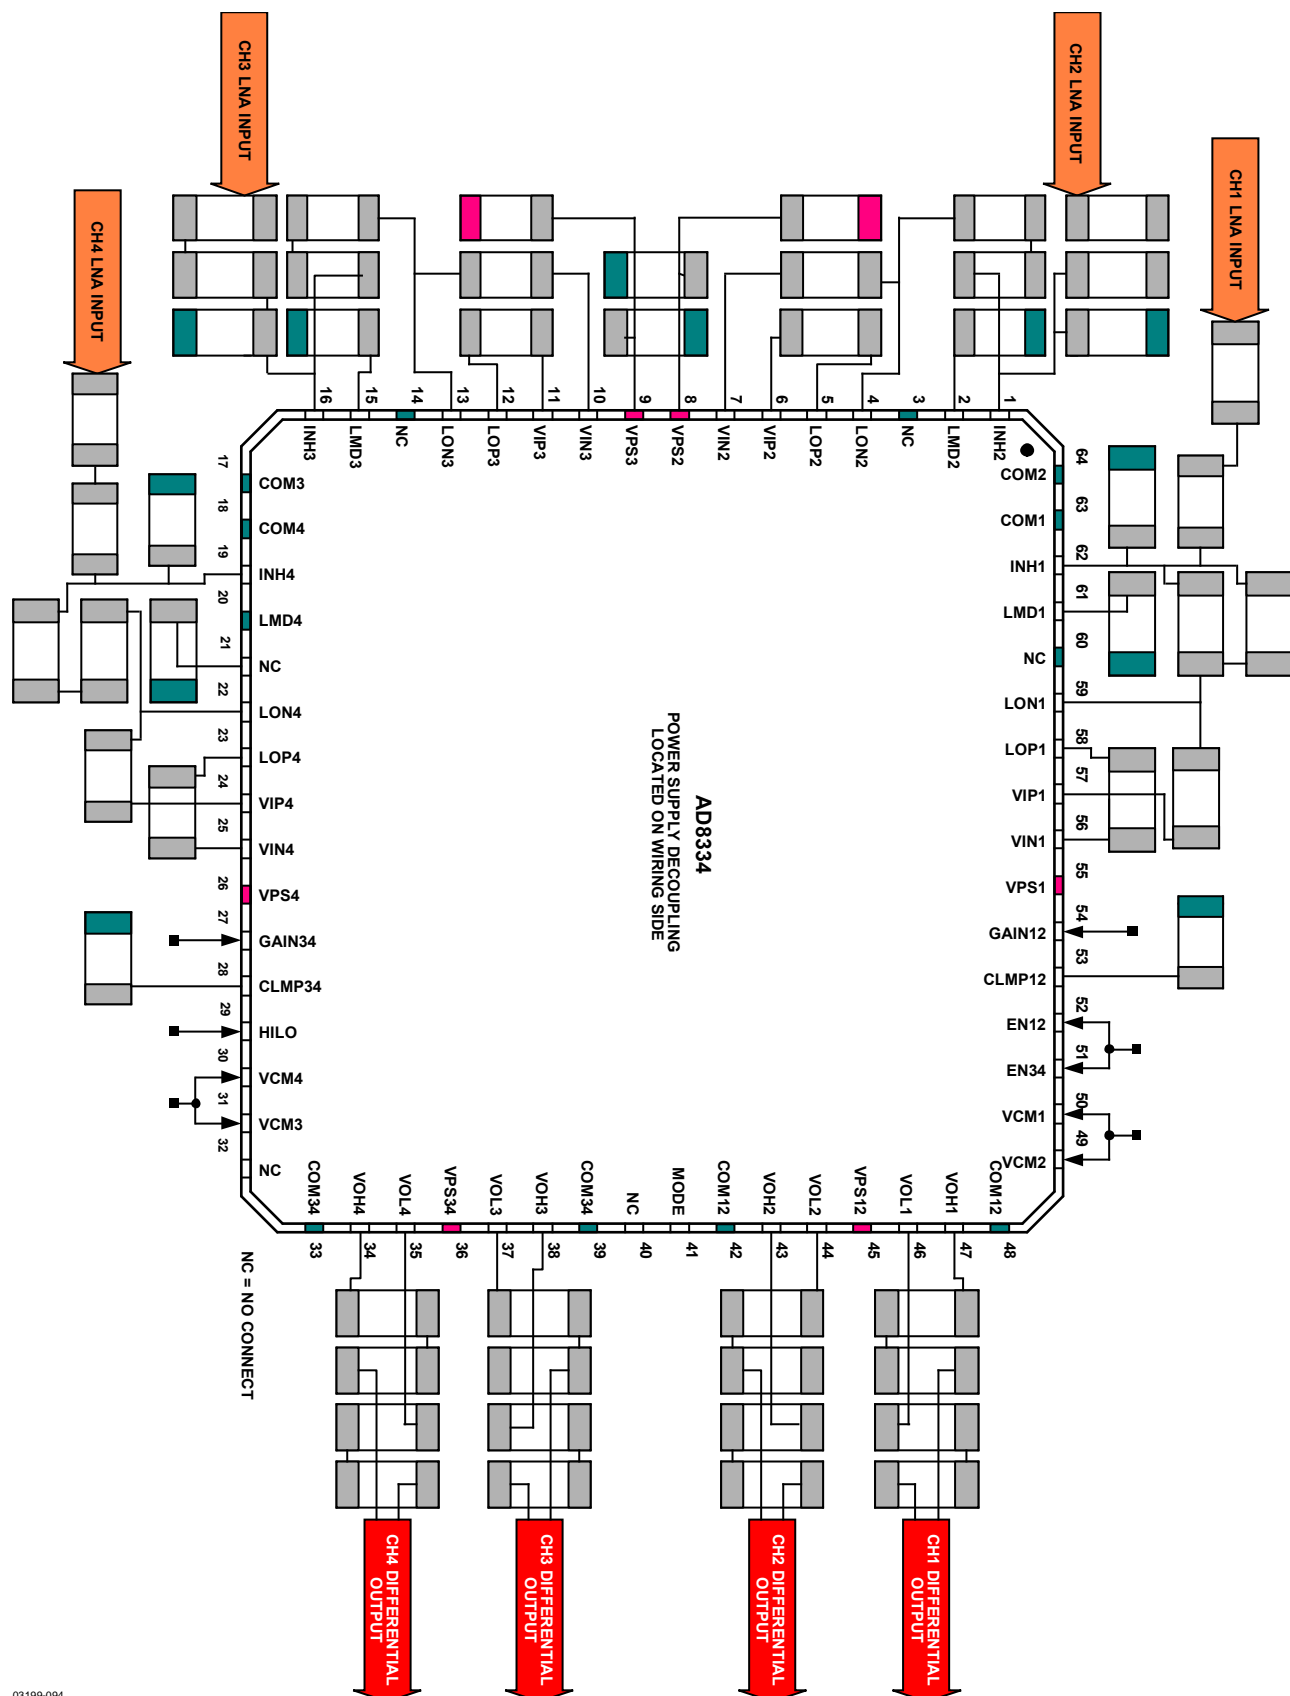 CH3 LNA INPUT
CH2 LNA INPUT
CH4 LNA INPUT
CH1 LNA INPUT
16
15
14
13
12
11
10
9
8
7
6
5
4
3
2
1
INH3
LMD3
NC
LON3
LOP3
VIP3
VIN3
VPS3
VPS2
VIN2
VIP2
LOP2
LON2
NC
LMD2
INH2
17
COM3
18
COM4
19
INH4
20
LMD4
21
NC
22
LON4
23
LOP4
24
VIP4
25
VIN4
26
VPS4
27
GAIN34
28
CLMP34
29
HILO
30
VCM4
31
VCM3
32
NC
64
COM2
63
COM1
62
INH1
61
LMD1
60
NC
59
LON1
58
LOP1
57
VIP1
56
VIN1
55
VPS1
54
GAIN12
53
CLMP12
52
EN12
51
EN34
50
VCM1
49
VCM2
AD8334
POWER SUPPLY DECOUPLING
LOCATED ON WIRING SIDE
COM34
VOH4
VOL4
VPS34
VOL3
VOH3
COM34
NC
MODE
COM12
VOH2
VOL2
VPS12
VOL1
VOH1
COM12
33
34
35
36
37
38
39
40
41
42
43
44
45
46
47
48
NC = NO CONNECT
CH4 DIFFERENTIAL
OUTPUT
CH3 DIFFERENTIAL
OUTPUT
CH2 DIFFERENTIAL
OUTPUT
CH1 DIFFERENTIAL
OUTPUT
03199-094